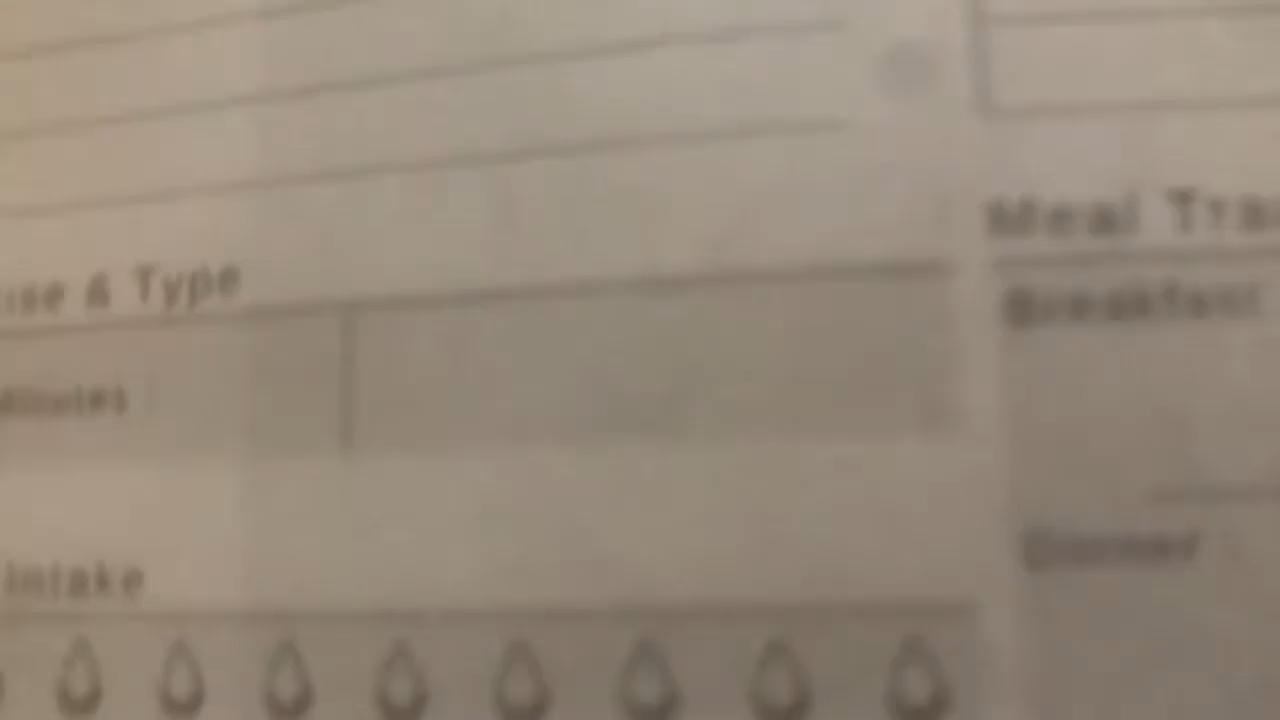 ise & Type
Minutes
Intake
Meal Tra
Breakfast
Dinner